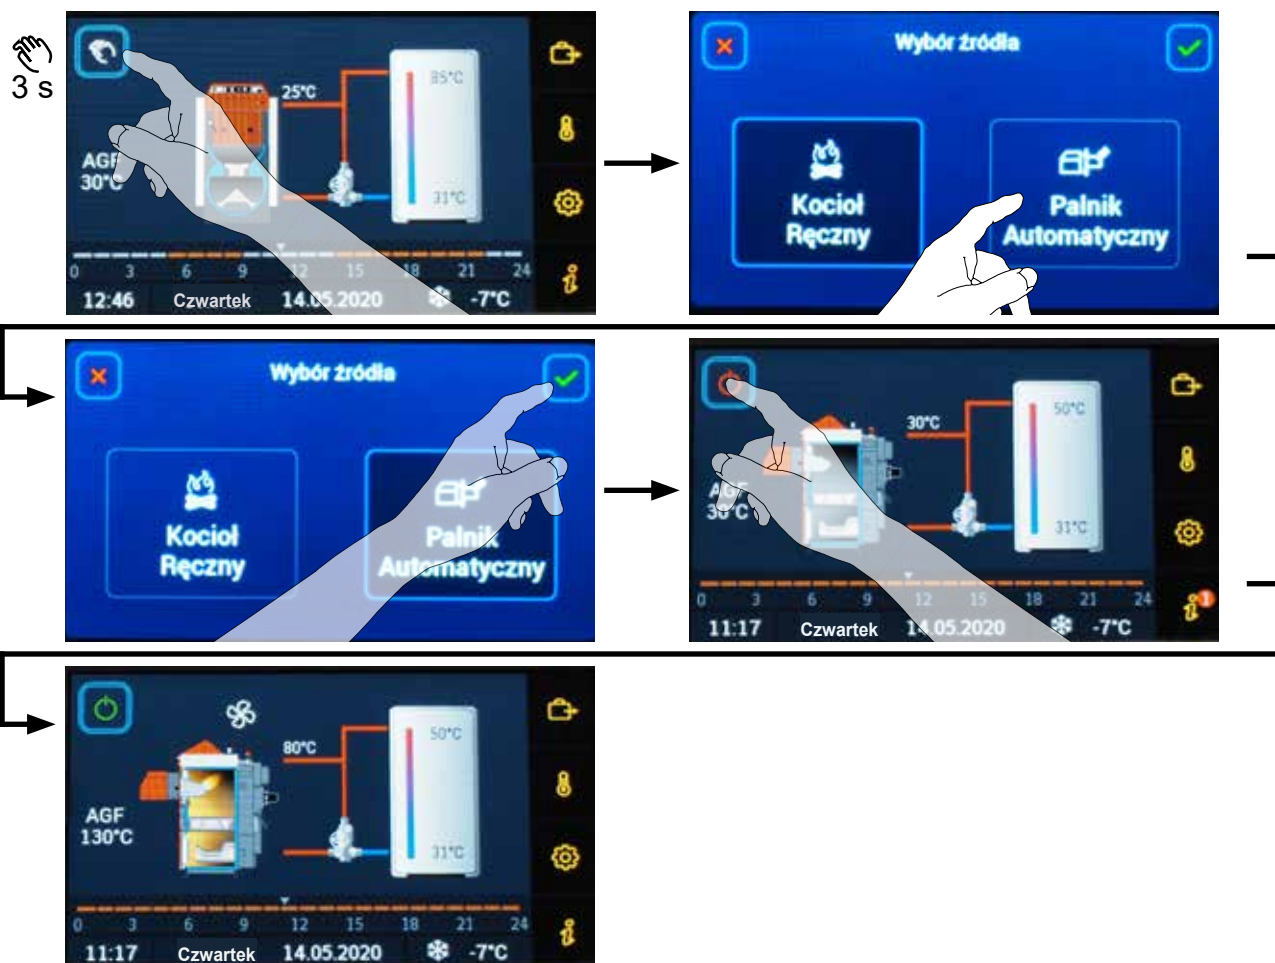 3 s
25°C
85°C
AGF
30°C
31°C
0 3 6 9 12 15 18 21 24
12:46 Czwartek 14.05.2020 -7°C
Wybór źródła
Kocioł
Ręczny
Palnik
Automatyczny
Wybór źródła
Kocioł
Ręczny
Palnik
Automatyczny
30°C
50°C
AGF
30°C
31°C
0 3 6 9 12 15 18 21 24
1
11:17 Czwartek 14.05.2020 -7°C
80°C
50°C
AGF
130°C
31°C
0 3 6 9 12 15 18 21 24
11:17 Czwartek 14.05.2020 -7°C